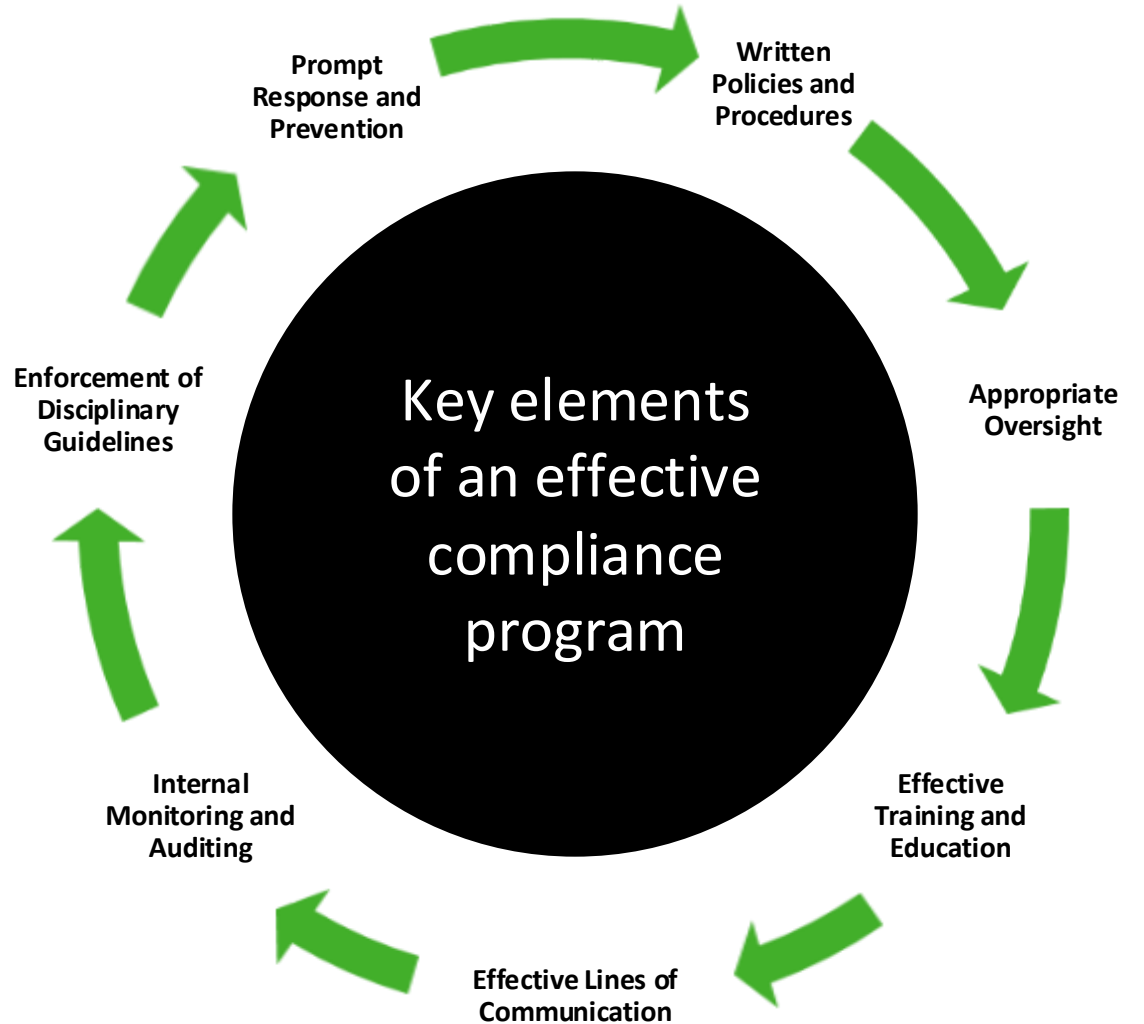 Prompt
Response and
Prevention
Written
Policies and
Procedures
Appropriate
Oversight
Effective
Training and
Education
Effective Lines of
Communication
Internal
Monitoring and
Auditing
Enforcement of
Disciplinary
Guidelines
Key elements
of an effective
compliance
program